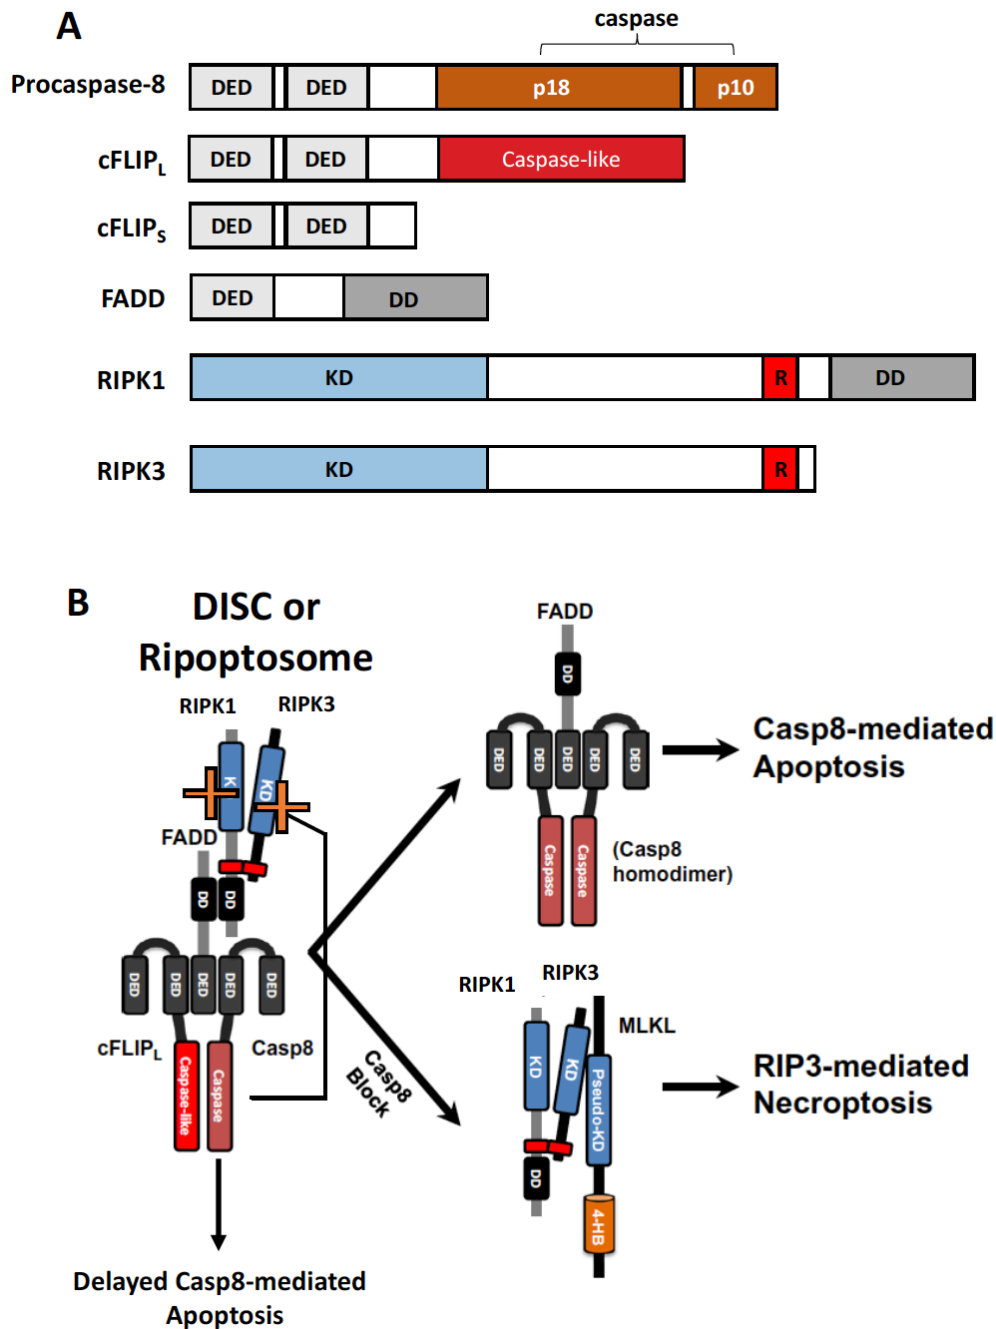 A
caspase
Procaspase-8
DED DED p18 p10
cFLIPL
DED DED Caspase-like
cFLIPS
DED DED
FADD
DED DD
RIPK1
KD R DD
RIPK3
KD R
B
DISC or
Ripoptosome
RIPK1
RIPK3
K
KD
FADD
DD
DD
DED
DED
DED
DED
DED
cFLIPL
Casp8
Caspase-like
Caspase
Delayed Casp8-mediated
Apoptosis
Casp8
Block
FADD
DD
DED
DED
DED
DED
DED
Caspase
Caspase
(Casp8
homodimer)
Casp8-mediated
Apoptosis
RIPK1
RIPK3
MLKL
KD
KD
Pseudo-KD
DD
4-HB
RIP3-mediated
Necroptosis